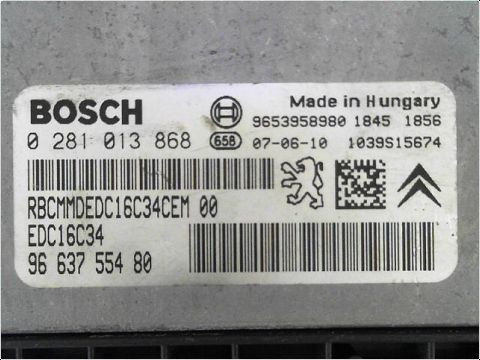 BOSCH
Made in Hungary
9653958980 1845 1856
0 281 013 868 658 07-06-10 1039S15674
RBCMMDEDC16C34CEM 00
EDC16C34
96 637 554 80